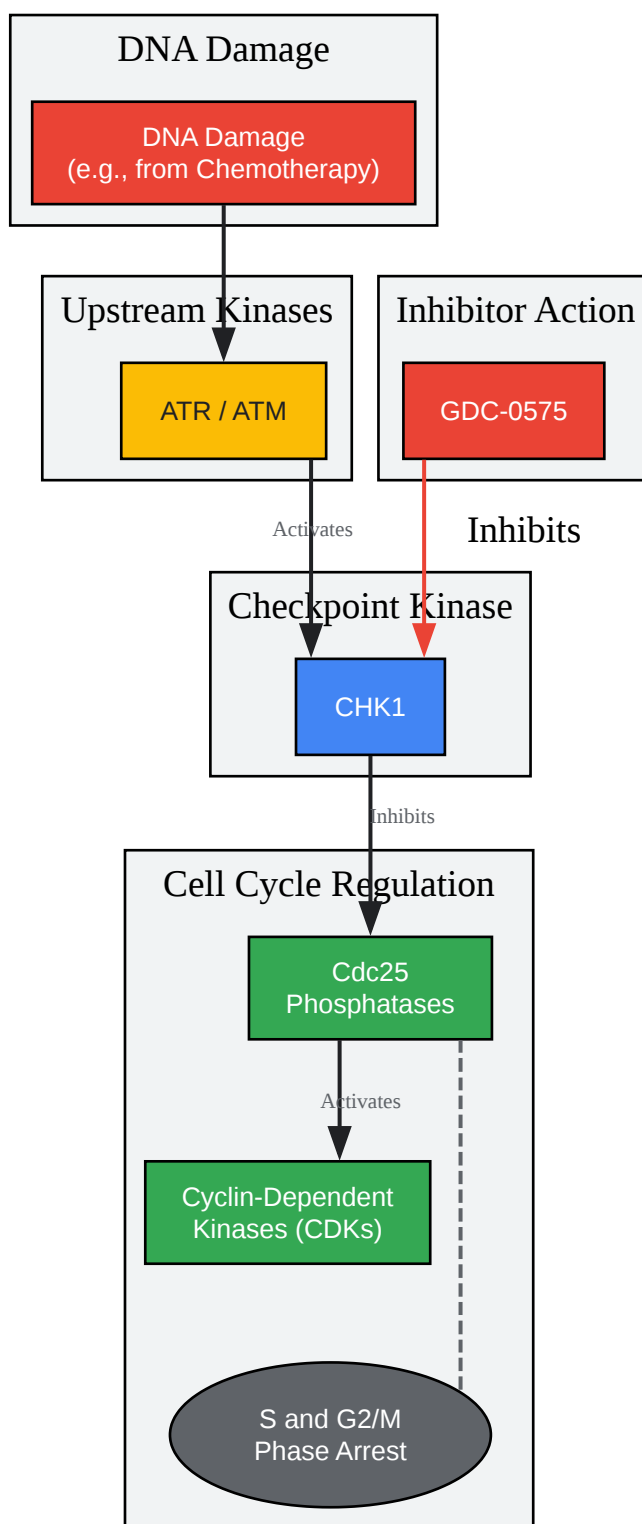 DNA Damage
DNA Damage
(e.g., from Chemotherapy)
Upstream Kinases
Inhibitor Action
ATR / ATM
GDC-0575
Activates
Inhibits
Checkpoint Kinase
CHK1
Inhibits
Cell Cycle Regulation
Cdc25
Phosphatases
Activates
Cyclin-Dependent
Kinases (CDKs)
S and G2/M
Phase Arrest